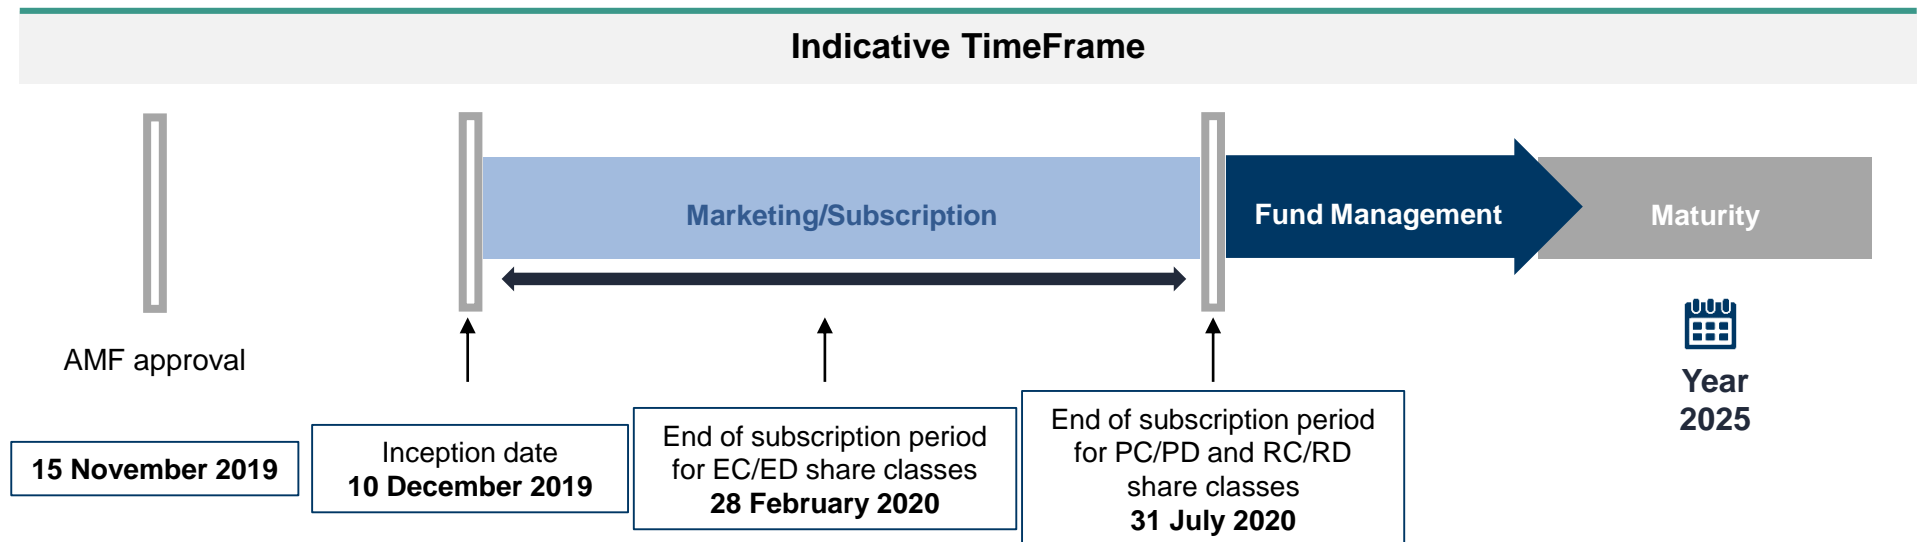 Indicative TimeFrame
Marketing/Subscription
Fund Management
Maturity
AMF approval
15 November 2019
Inception date
10 December 2019
End of subscription period
for EC/ED share classes
28 February 2020
End of subscription period
for PC/PD and RC/RD
share classes
31 July 2020
Year
2025